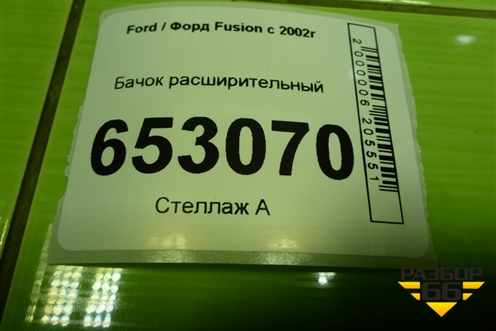 Ford / Форд Fusion с 2002г
Бачок расширительный
653070
Стеллаж А
2000006205551
РАЗБОР
66